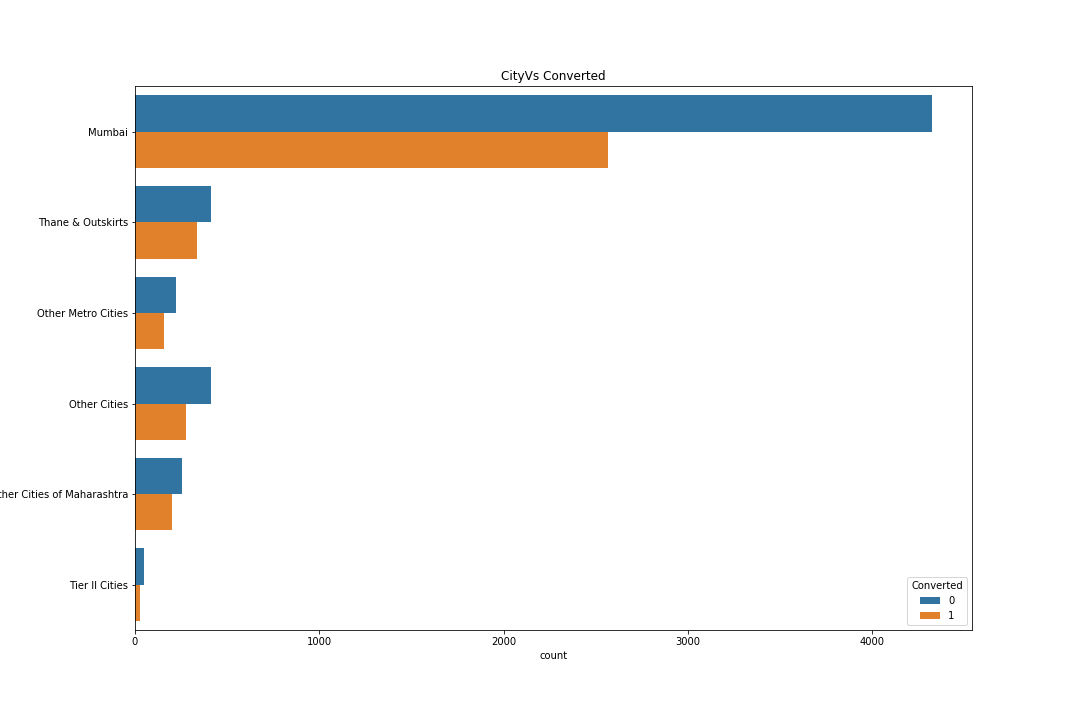 CityVs Converted
Mumbai
Thane & Outskirts
Other Metro Cities
Other Cities
ther Cities of Maharashtra
Tier II Cities
Converted
0
1
0 1000 2000 3000 4000
count